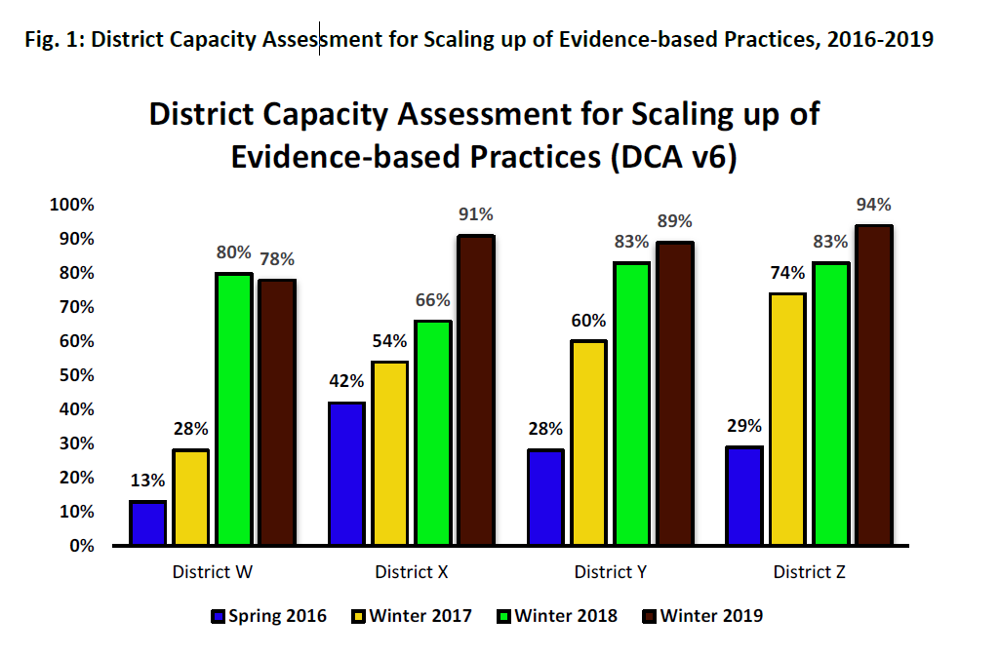 Fig. 1: District Capacity Assessment for Scaling up of Evidence-based Practices, 2016-2019
District Capacity Assessment for Scaling up of
Evidence-based Practices (DCA v6)
100%
90%
80%
70%
60%
50%
40%
30%
20%
10%
0%
13%
28%
80%
78%
42%
54%
66%
91%
28%
60%
83%
89%
29%
74%
83%
94%
District W
District X
District Y
District Z
Spring 2016
Winter 2017
Winter 2018
Winter 2019